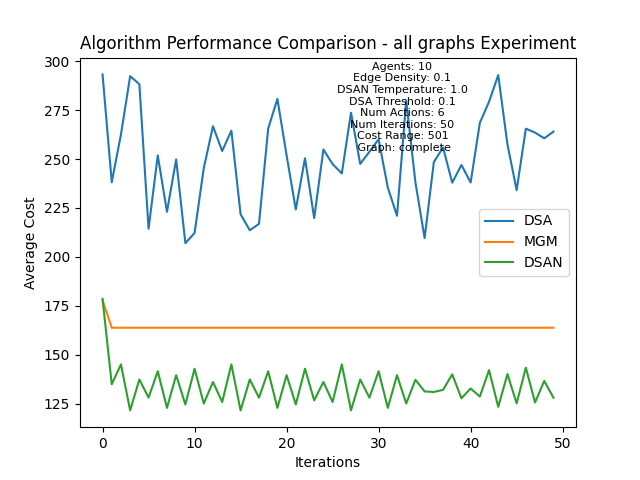 Algorithm Performance Comparison - all graphs Experiment
Agents: 10
Edge Density: 0.1
DSAN Temperature: 1.0
DSA Threshold: 0.1
Num Actions: 6
Num Iterations: 50
Cost Range: 501
Graph: complete
300
275
250
225
200
175
150
125
Average Cost
DSA
MGM
DSAN
0
10
20
30
40
50
Iterations